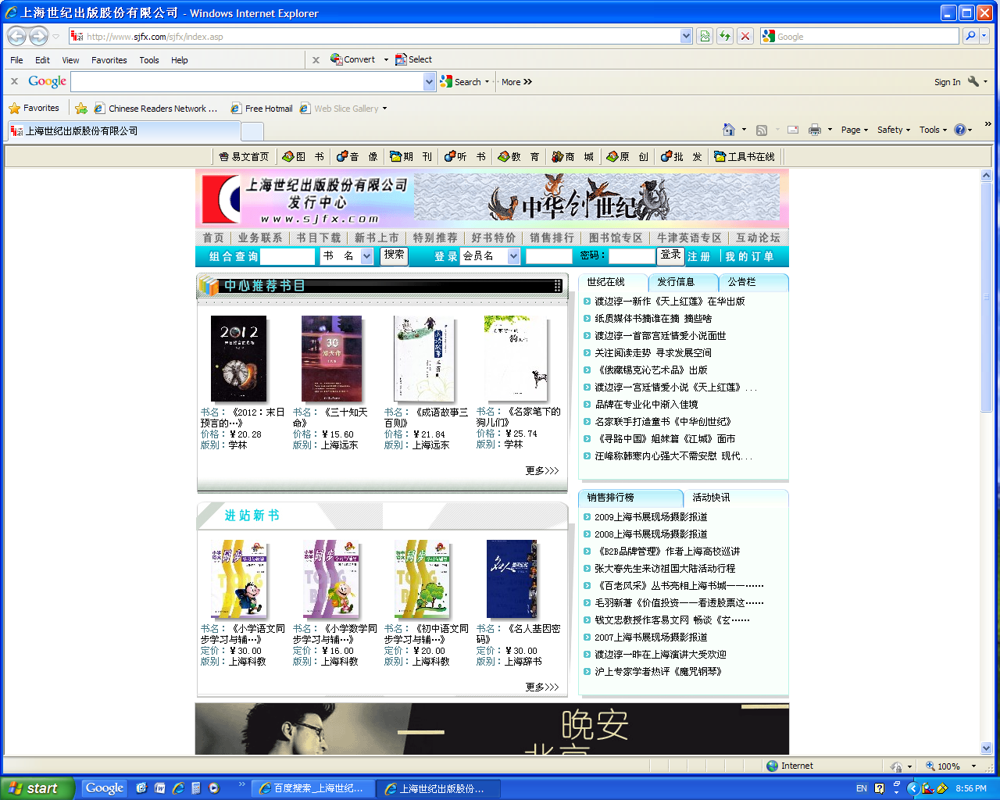 上海世纪出版股份有限公司 - Windows Internet Explorer
http://www.sjfx.com/sjfx/index.asp
Google
File Edit View Favorites Tools Help
Convert Select
Google Search More >> Sign In
Favorites Chinese Readers Network ... Free Hotmail Web Slice Gallery
上海世纪出版股份有限公司
Page Safety Tools
易文首页 图 书 音 像 期 刊 听 书 教 育 商 城 原 创 批 发 工具书在线
上海世纪出版股份有限公司
发行中心
www.sjfx.com
中华创世纪
首页 业务联系 书目下载 新书上市 特别推荐 好书特价 销售排行 图书馆专区 牛津英语专区 互动论坛
组合查询 书 名 搜索 登录 会员名 密码： 登录 注册 我的订单
中心推荐书目
2012
30
知天命
成语故事
三百则
狗儿们
书名：《2012：末日预言的…》
价格：￥20.28
版别：学林
书名：《三十知天命》
价格：￥15.60
版别：上海远东
书名：《成语故事三百则》
价格：￥21.84
版别：上海远东
书名：《名家笔下的狗儿们》
价格：￥25.74
版别：学林
更多>>>
世纪在线 发行信息 公告栏
渡边淳一新作《天上红莲》在华出版
纸质媒体书摘谁在摘 摘些啥
渡边淳一首部宫廷情爱小说面世
关注阅读走势 寻求发展空间
《俄藏锡克沁艺术品》出版
渡边淳一宫廷情爱小说《天上红莲》...
品牌在专业化中渐入佳境
名家联手打造童书《中华创世纪》
《寻路中国》姐妹篇《江城》面市
汪峰称韩寒内心强大不需安慰 现代...
进站新书
小学语文 同步
小学数学 同步
初中语文 同步
名人
书名：《小学语文同步学习与辅…》
定价：￥30.00
版别：上海科教
书名：《小学数学同步学习与辅…》
定价：￥16.00
版别：上海科教
书名：《初中语文同步学习与辅…》
定价：￥20.00
版别：上海科教
书名：《名人基因密码》
定价：￥30.00
版别：上海辞书
更多>>>
销售排行榜 活动快讯
2009上海书展现场摄影报道
2008上海书展现场摄影报道
《B2B品牌管理》作者上海高校巡讲
张大春先生来访祖国大陆活动行程
《百老风采》丛书亮相上海书城——……
毛羽新著《价值投资——看透股票这……
钱文忠教授作客易文网 畅谈《玄……
2007上海书展现场摄影报道
渡边淳一昨在上海演讲大受欢迎
沪上专家学者热评《魔咒钢琴》
晚安
北京
Internet 100%
start Google 百度搜索_上海世纪... 上海世纪出版股份... EN 8:56 PM